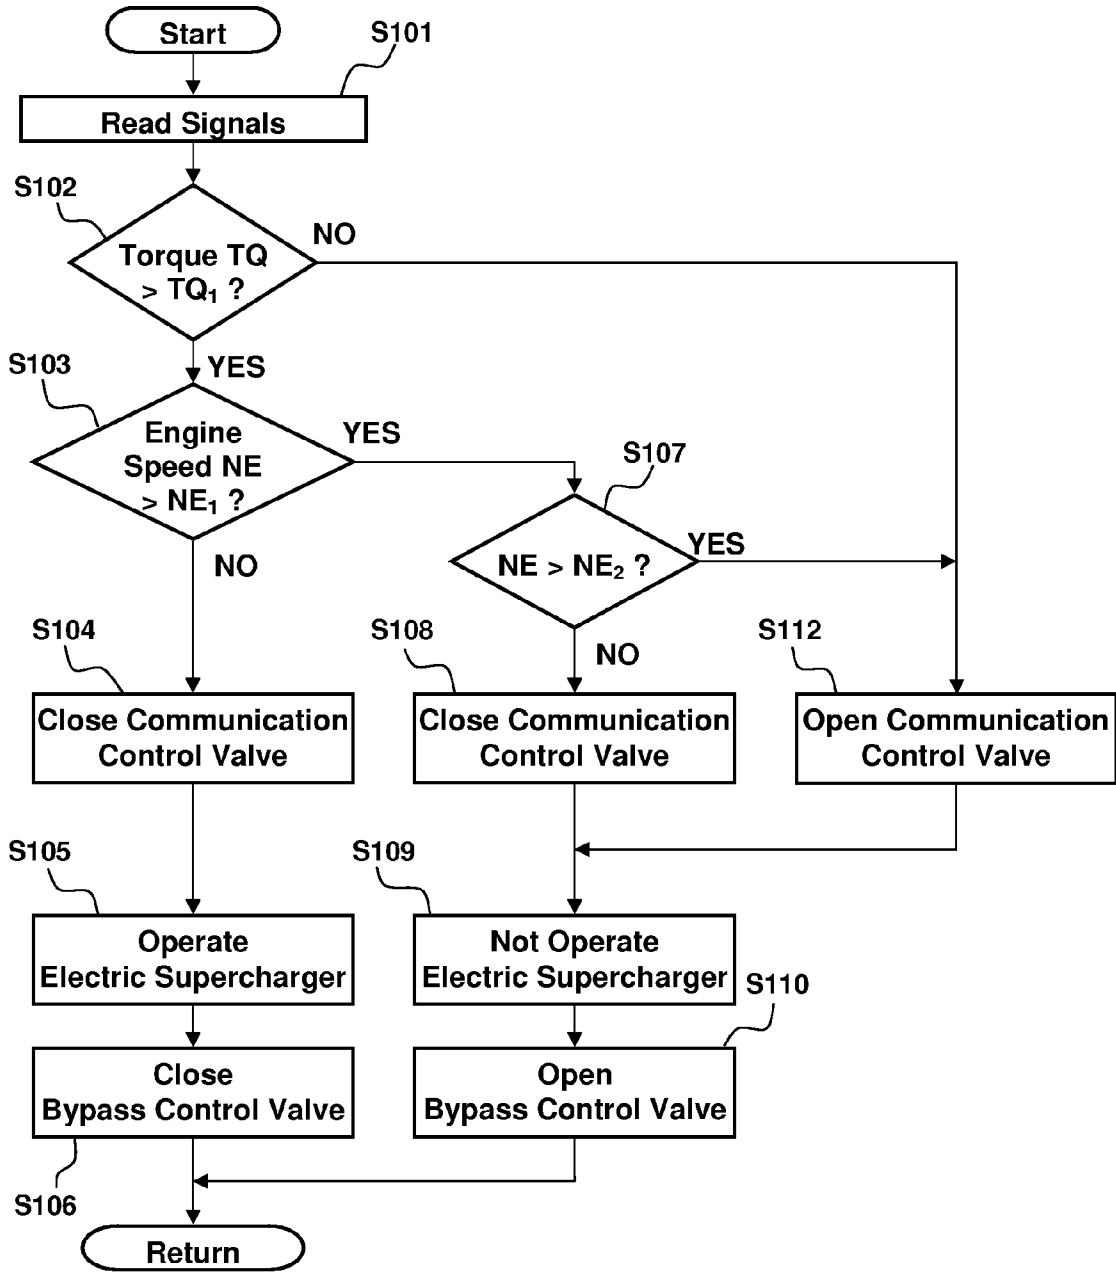 Start
S101
Read Signals
S102
Torque TQ
> TQ₁ ?
NO
YES
S103
Engine
Speed NE
> NE₁ ?
YES
NO
S107
NE > NE₂ ?
YES
NO
S104
Close Communication
Control Valve
S108
Close Communication
Control Valve
S112
Open Communication
Control Valve
S105
Operate
Electric Supercharger
S109
Not Operate
Electric Supercharger
S110
Close
Bypass Control Valve
S106
Open
Bypass Control Valve
Return